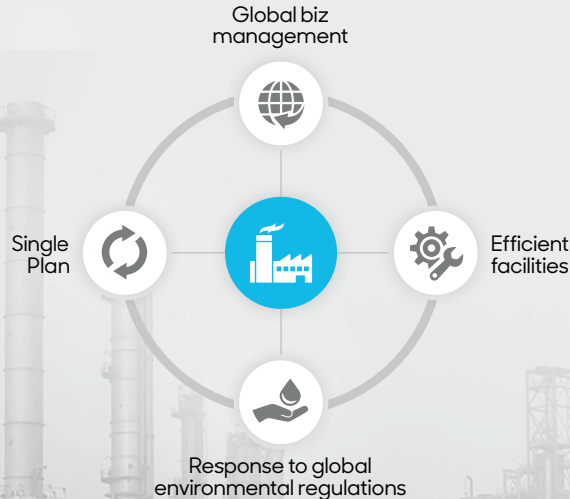 Global biz
management
Single
Plan
Efficient
facilities
Response to global
environmental regulations